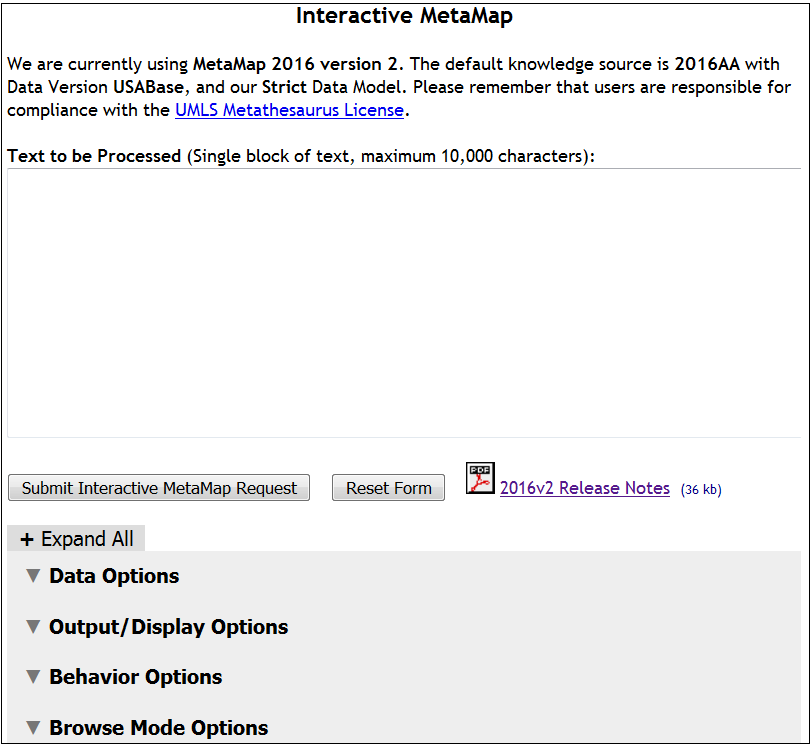 Interactive MetaMap
We are currently using MetaMap 2016 version 2. The default knowledge source is 2016AA with
Data Version USABase, and our Strict Data Model. Please remember that users are responsible for
compliance with the UMLS Metathesaurus License.
Text to be Processed (Single block of text, maximum 10,000 characters):
Submit Interactive MetaMap Request Reset Form PDF 2016v2 Release Notes (36 kb)
+ Expand All
▼ Data Options
▼ Output/Display Options
▼ Behavior Options
▼ Browse Mode Options